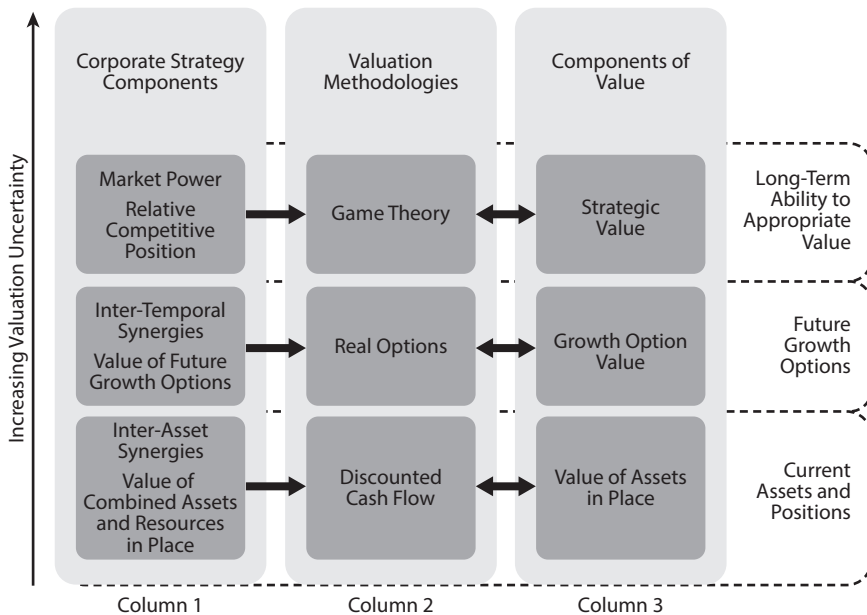 Increasing Valuation Uncertainty
Corporate Strategy
Components
Valuation
Methodologies
Components of
Value
Market Power
Relative
Competitive
Position
Game Theory
Strategic
Value
Long-Term
Ability to
Appropriate
Value
Inter-Temporal
Synergies
Value of Future
Growth Options
Real Options
Growth Option
Value
Future
Growth
Options
Inter-Asset
Synergies
Value of
Combined Assets
and Resources
in Place
Discounted
Cash Flow
Value of Assets
in Place
Current
Assets and
Positions
Column 1
Column 2
Column 3